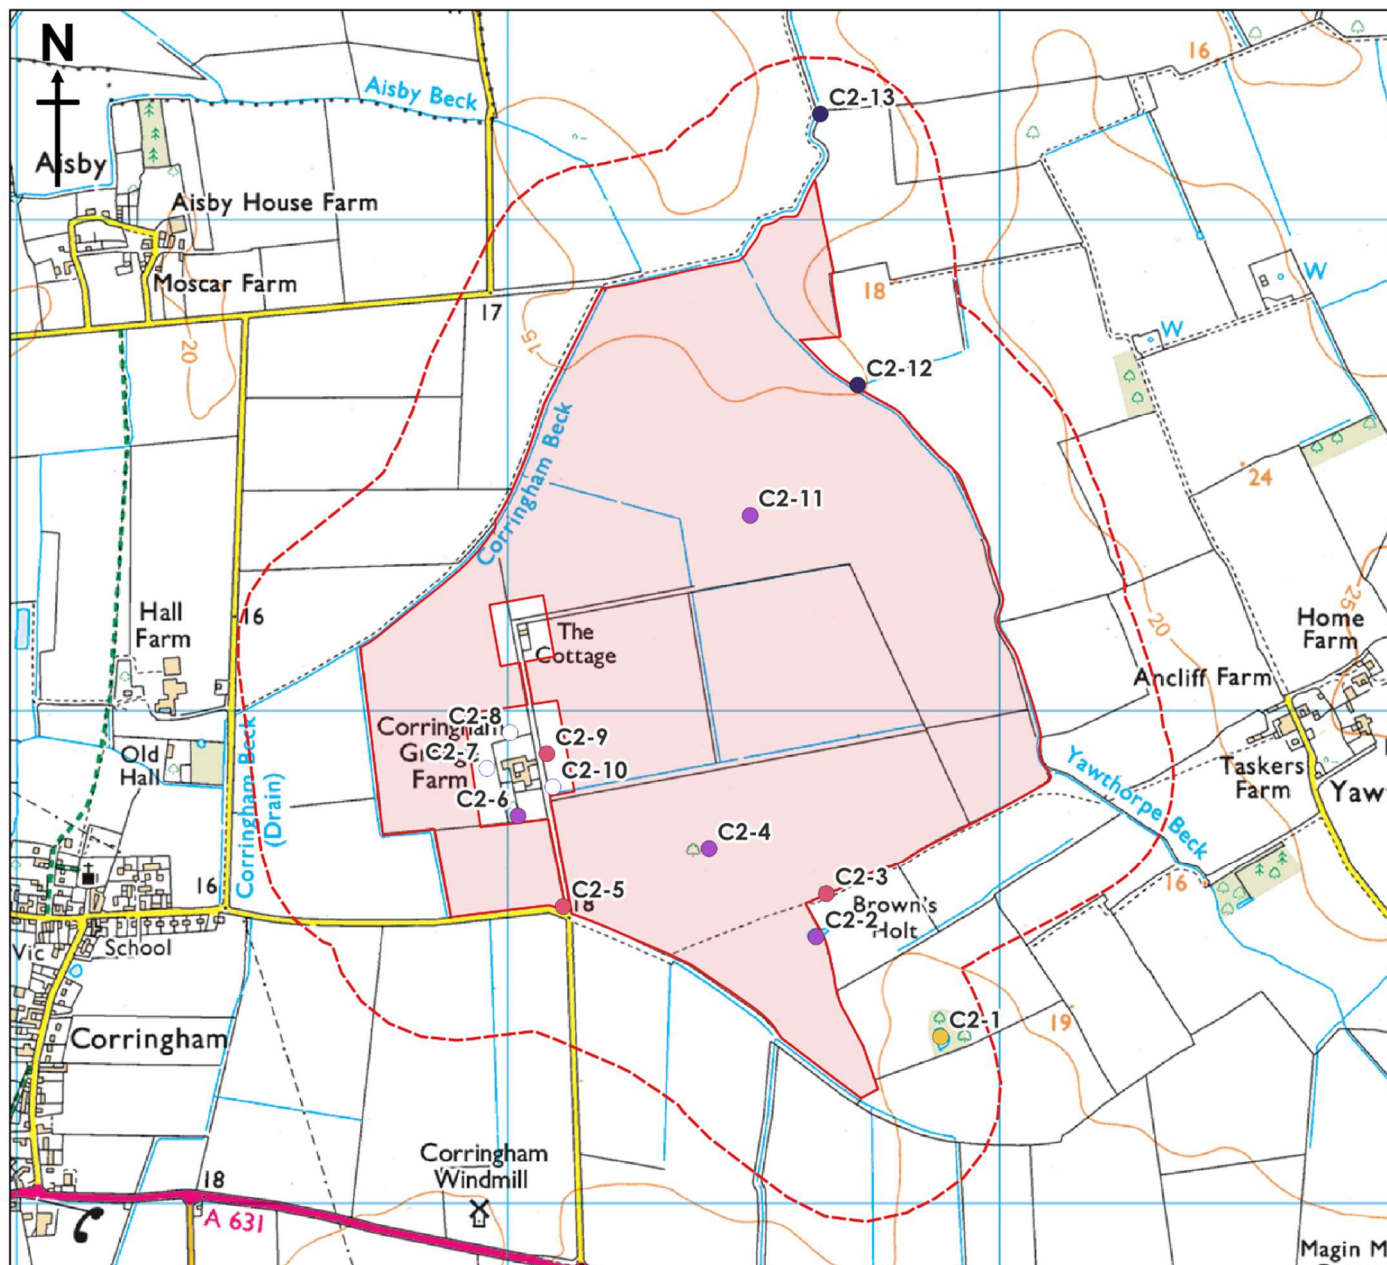 N
Aisby Beck
16
C2-13
Aisby
Aisby House Farm
Moscar Farm
17
15
18
W
W
20
C2-12
Corringham Beck
24
C2-11
25
Hall
Farm
16
The
Cottage
20
Home
Farm
Ancliff Farm
C2-8
Corringham
C2-9
C2-7
Farm
C2-10
C2-6
Old
Hall
Corringham Beck
(Drain)
Yawthorpe Beck
Taskers
Farm
Yaw
C2-4
16
C2-3
16
C2-5
18
Brown's
Holt
C2-2
Vic
School
Corringham
C2-1
19
Corringham
Windmill
18
A 631
Magin M